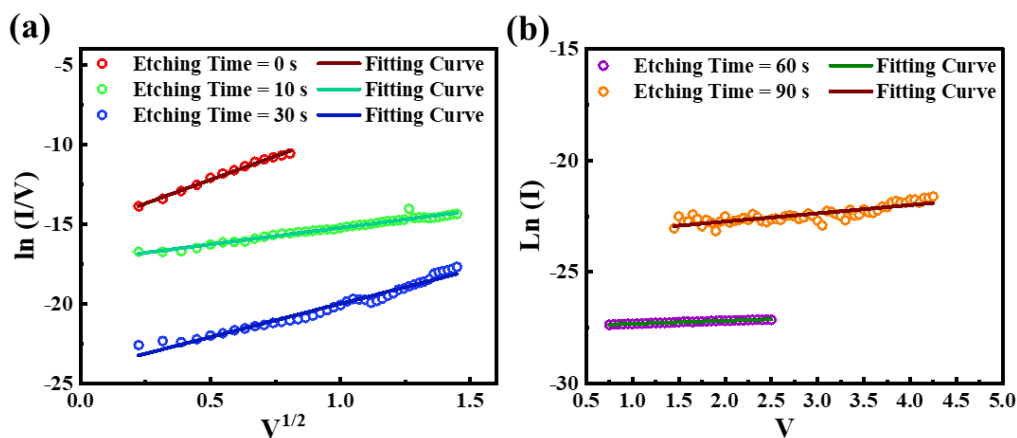 (a)
Etching Time = 0 s Fitting Curve
Etching Time = 10 s Fitting Curve
Etching Time = 30 s Fitting Curve
-5
-10
-15
-20
-25
ln (I/V)
0.0 0.5 1.0 1.5
V^{1/2}
(b)
Etching Time = 60 s Fitting Curve
Etching Time = 90 s Fitting Curve
-15
-20
-25
-30
Ln (I)
0.5 1.0 1.5 2.0 2.5 3.0 3.5 4.0 4.5 5.0
V